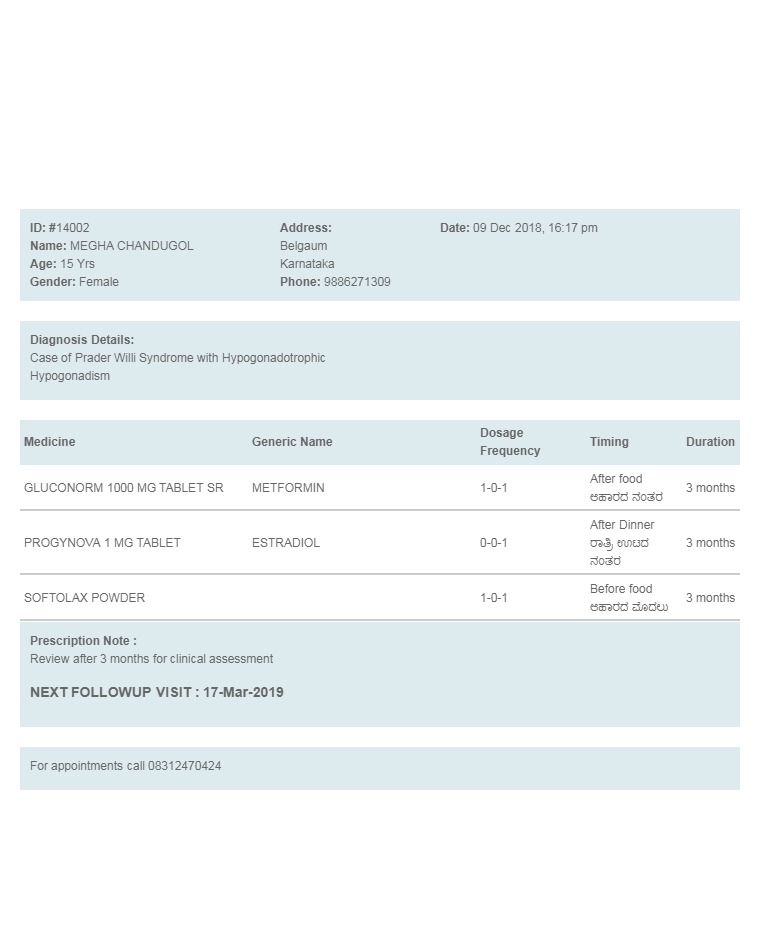 ID: #14002
Name: MEGHA CHANDUGOL
Age: 15 Yrs
Gender: Female
Address:
Belgaum
Karnataka
Phone: 9886271309
Date: 09 Dec 2018, 16:17 pm
Diagnosis Details:
Case of Prader Willi Syndrome with Hypogonadotrophic
Hypogonadism
Medicine Generic Name Dosage Frequency Timing Duration
GLUCONORM 1000 MG TABLET SR METFORMIN 1-0-1 After food 3 months
ಆಹಾರದ ನಂತರ
PROGYNOVA 1 MG TABLET ESTRADIOL 0-0-1 After Dinner 3 months
ರಾತ್ರಿ ಊಟದ
ನಂತರ
SOFTOLAX POWDER 1-0-1 Before food 3 months
ಆಹಾರದ ಮೊದಲು
Prescription Note :
Review after 3 months for clinical assessment
NEXT FOLLOWUP VISIT : 17-Mar-2019
For appointments call 08312470424